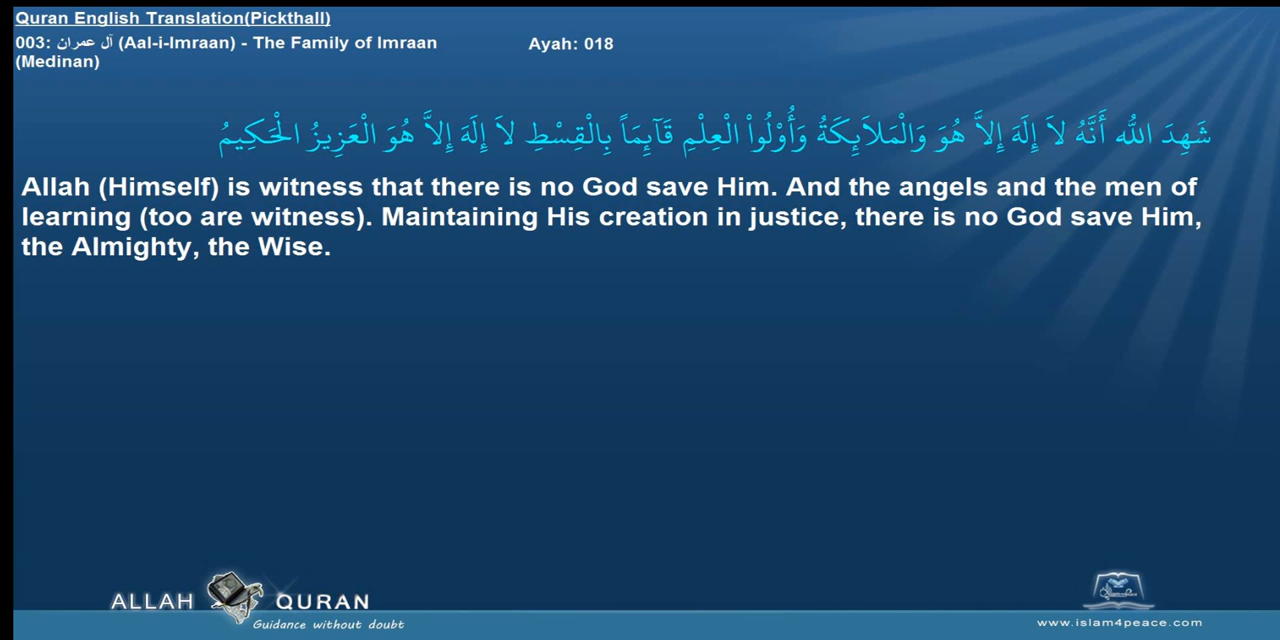 Quran English Translation(Pickthall)
003: آل عمران (Aal-i-Imraan) - The Family of Imraan (Medinan)
Ayah: 018
شَهِدَ اللّهُ أَنَّهُ لاَ إِلَهَ إِلاَّ هُوَ وَالْمَلاَئِكَةُ وَأُوْلُواْ الْعِلْمِ قَآئِمَاً بِالْقِسْطِ لاَ إِلَهَ إِلاَّ هُوَ الْعَزِيزُ الْحَكِيمُ
Allah (Himself) is witness that there is no God save Him. And the angels and the men of
learning (too are witness). Maintaining His creation in justice, there is no God save Him,
the Almighty, the Wise.
ALLAH QURAN
Guidance without doubt
www.islam4peace.com